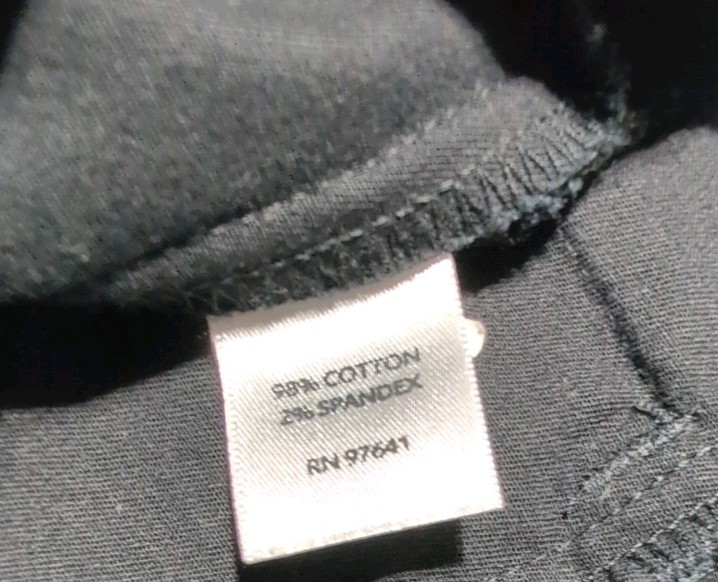 98% COTTON
2% SPANDEX
RN 97641